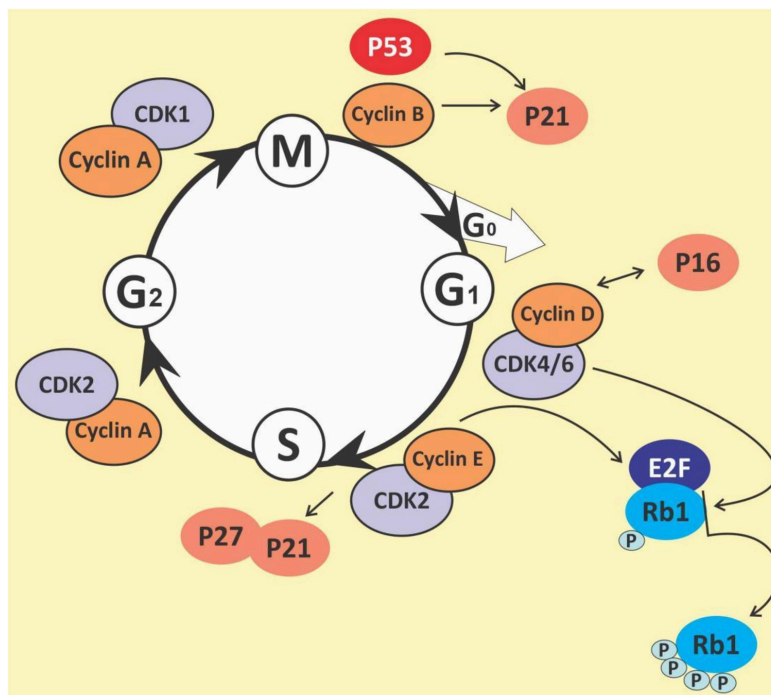 P53
CDK1
Cyclin B
P21
M
Cyclin A
G0
P16
G2
G1
Cyclin D
CDK4/6
CDK2
Cyclin A
S
Cyclin E
E2F
CDK2
Rb1
P
P27
P21
Rb1
P
P
P
P